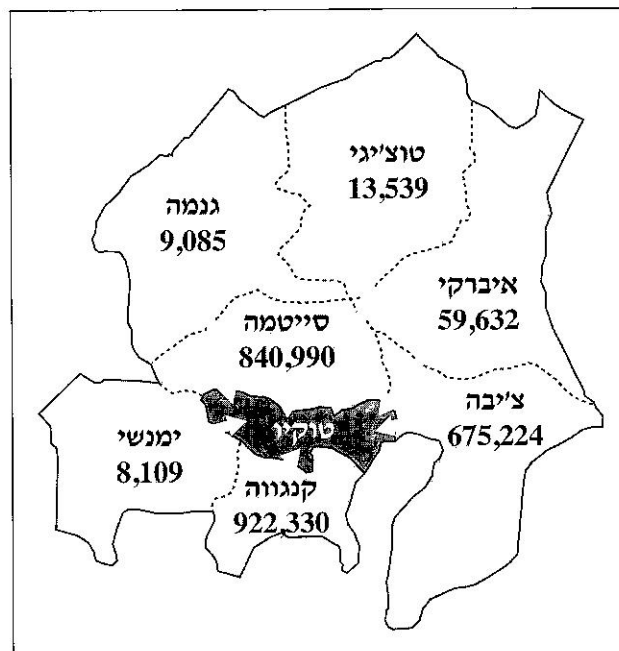 טוצ'יגי
13,539
גנמה
9,085
איברקי
59,632
סייטמה
840,990
צ'יבה
675,224
טוקיו
ימנשי
8,109
קנגווה
922,330